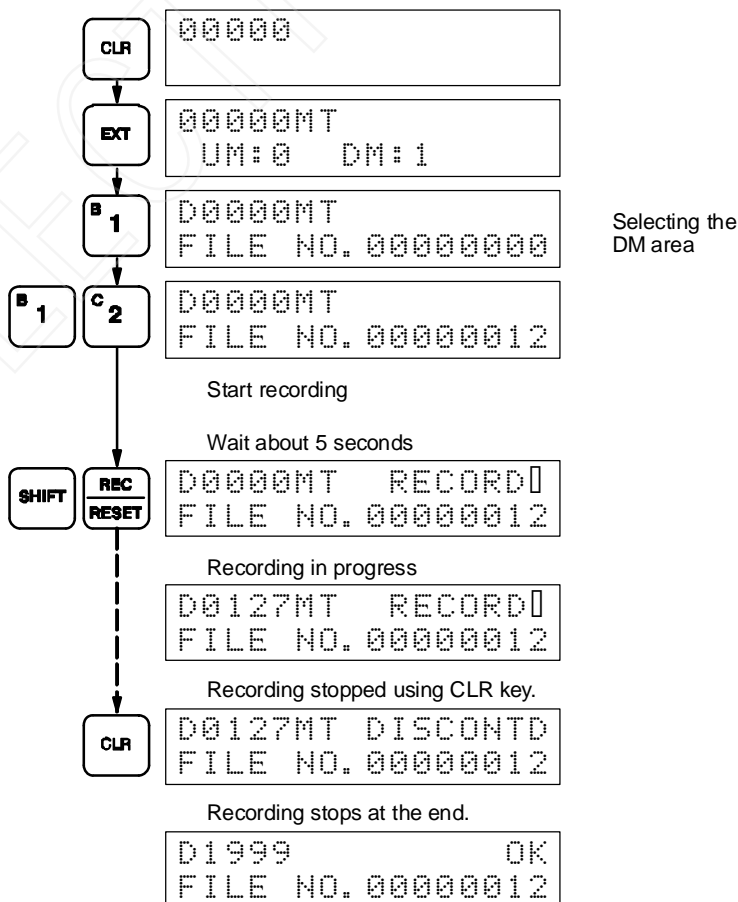 CLR
00000
EXT
00000MT
UM:0 DM:1
B 1
D0000MT
FILE NO.00000000
Selecting the
DM area
B 1
C 2
D0000MT
FILE NO.00000012
Start recording
Wait about 5 seconds
SHIFT
REC
RESET
D0000MT RECORD▯
FILE NO.00000012
Recording in progress
D0127MT RECORD▯
FILE NO.00000012
Recording stopped using CLR key.
CLR
D0127MT DISCONTD
FILE NO.00000012
Recording stops at the end.
D1999 OK
FILE NO.00000012